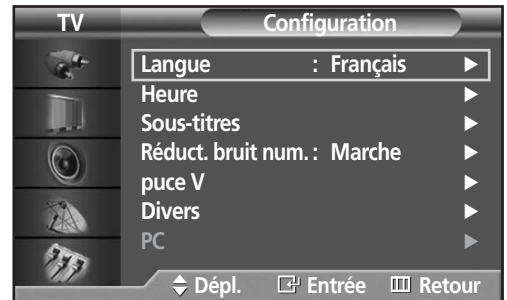 TV Configuration
Langue : Français
Heure
Sous-titres
Réduct. bruit num. : Marche
puce V
Divers
PC
Dépl. Entrée Retour